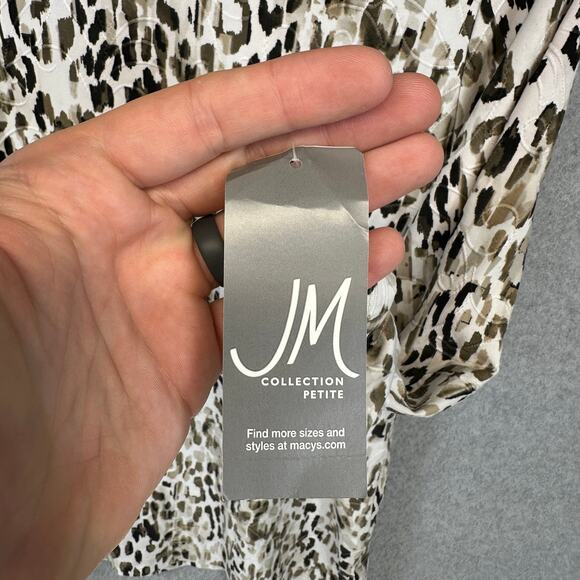 JM
COLLECTION
PETITE
Find more sizes and
styles at macys.com